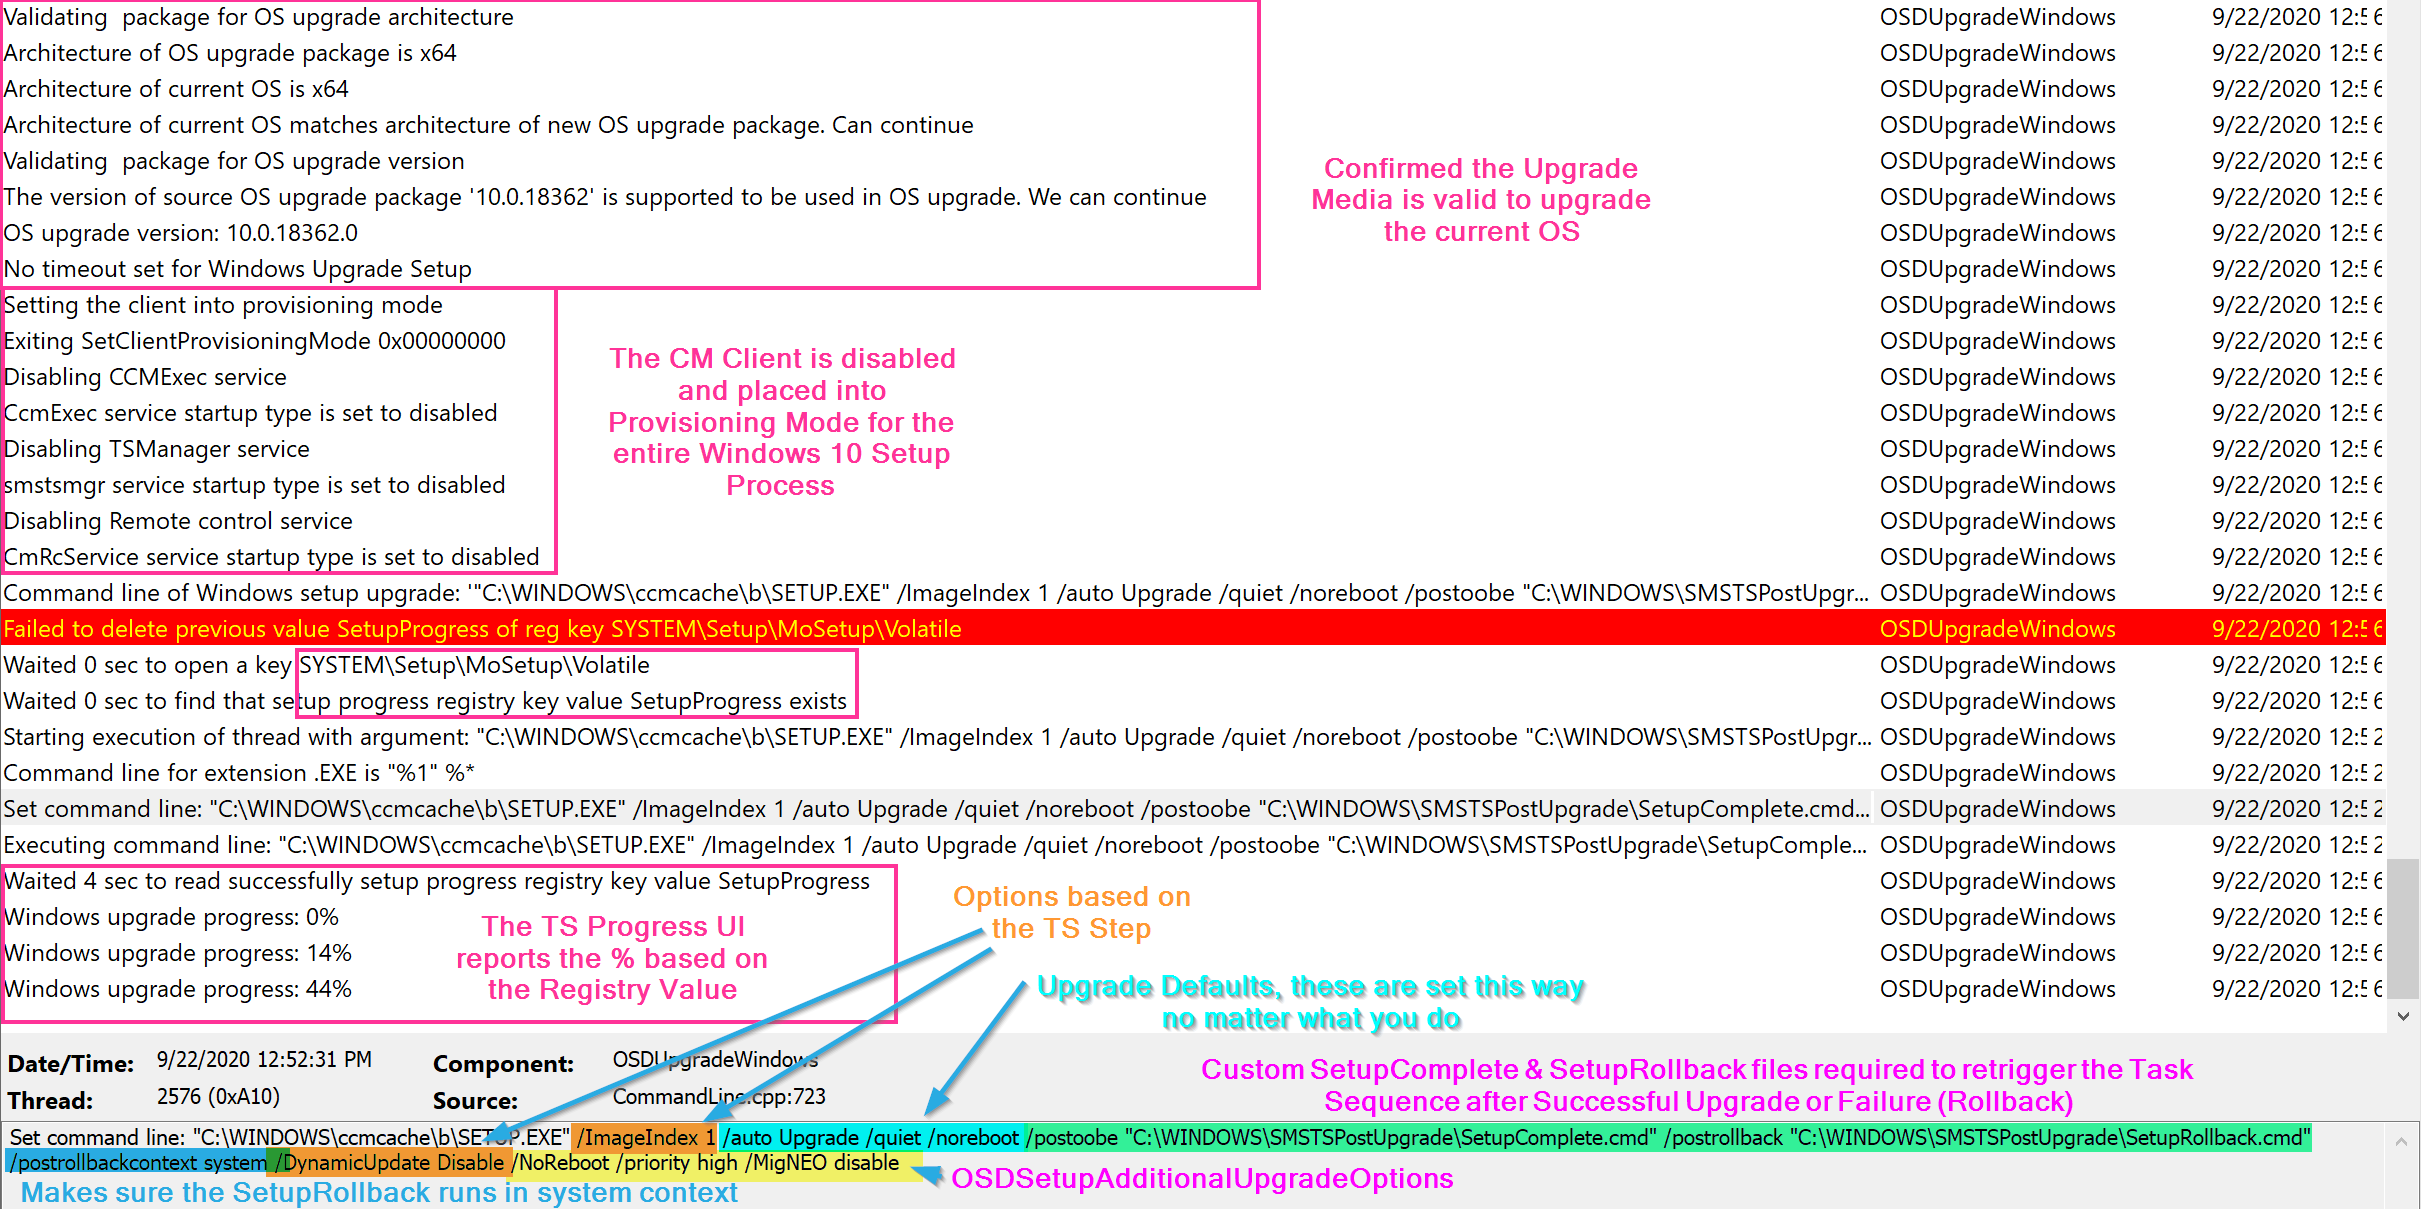 Validating  package for OS upgrade architecture OSDUpgradeWindows 9/22/2020 12:5 6
Architecture of OS upgrade package is x64 OSDUpgradeWindows 9/22/2020 12:5 6
Architecture of current OS is x64 OSDUpgradeWindows 9/22/2020 12:5 6
Architecture of current OS matches architecture of new OS upgrade package. Can continue OSDUpgradeWindows 9/22/2020 12:5 6
Validating  package for OS upgrade version OSDUpgradeWindows 9/22/2020 12:5 6
The version of source OS upgrade package '10.0.18362' is supported to be used in OS upgrade. We can continue OSDUpgradeWindows 9/22/2020 12:5 6
OS upgrade version: 10.0.18362.0 OSDUpgradeWindows 9/22/2020 12:5 6
No timeout set for Windows Upgrade Setup OSDUpgradeWindows 9/22/2020 12:5 6
Confirmed the Upgrade
Media is valid to upgrade
the current OS
Setting the client into provisioning mode OSDUpgradeWindows 9/22/2020 12:5 6
Exiting SetClientProvisioningMode 0x00000000 OSDUpgradeWindows 9/22/2020 12:5 6
Disabling CCMExec service OSDUpgradeWindows 9/22/2020 12:5 6
CcmExec service startup type is set to disabled OSDUpgradeWindows 9/22/2020 12:5 6
Disabling TSManager service OSDUpgradeWindows 9/22/2020 12:5 6
smstsmgr service startup type is set to disabled OSDUpgradeWindows 9/22/2020 12:5 6
Disabling Remote control service OSDUpgradeWindows 9/22/2020 12:5 6
CmRcService service startup type is set to disabled OSDUpgradeWindows 9/22/2020 12:5 6
The CM Client is disabled
and placed into
Provisioning Mode for the
entire Windows 10 Setup
Process
Command line of Windows setup upgrade: '"C:\WINDOWS\ccmcache\b\SETUP.EXE" /ImageIndex 1 /auto Upgrade /quiet /noreboot /postoobe "C:\WINDOWS\SMSTSPostUpgr... OSDUpgradeWindows 9/22/2020 12:5 6
Failed to delete previous value SetupProgress of reg key SYSTEM\Setup\MoSetup\Volatile OSDUpgradeWindows 9/22/2020 12:5 6
Waited 0 sec to open a key SYSTEM\Setup\MoSetup\Volatile OSDUpgradeWindows 9/22/2020 12:5 6
Waited 0 sec to find that setup progress registry key value SetupProgress exists OSDUpgradeWindows 9/22/2020 12:5 6
Starting execution of thread with argument: "C:\WINDOWS\ccmcache\b\SETUP.EXE" /ImageIndex 1 /auto Upgrade /quiet /noreboot /postoobe "C:\WINDOWS\SMSTSPostUpgr... OSDUpgradeWindows 9/22/2020 12:5 2
Command line for extension .EXE is "%1" %* OSDUpgradeWindows 9/22/2020 12:5 2
Set command line: "C:\WINDOWS\ccmcache\b\SETUP.EXE" /ImageIndex 1 /auto Upgrade /quiet /noreboot /postoobe "C:\WINDOWS\SMSTSPostUpgrade\SetupComplete.cmd... OSDUpgradeWindows 9/22/2020 12:5 2
Executing command line: "C:\WINDOWS\ccmcache\b\SETUP.EXE" /ImageIndex 1 /auto Upgrade /quiet /noreboot /postoobe "C:\WINDOWS\SMSTSPostUpgrade\SetupComple... OSDUpgradeWindows 9/22/2020 12:5 2
Waited 4 sec to read successfully setup progress registry key value SetupProgress OSDUpgradeWindows 9/22/2020 12:5 6
Windows upgrade progress: 0% OSDUpgradeWindows 9/22/2020 12:5 6
Windows upgrade progress: 14% OSDUpgradeWindows 9/22/2020 12:5 6
Windows upgrade progress: 44% OSDUpgradeWindows 9/22/2020 12:5 6
The TS Progress UI
reports the % based on
the Registry Value
Options based on
the TS Step
Upgrade Defaults, these are set this way
no matter what you do
Date/Time: 9/22/2020 12:52:31 PM Component: OSDUpgradeWindows
Thread: 2576 (0xA10) Source: CommandLine.cpp:723
Custom SetupComplete & SetupRollback files required to retrigger the Task
Sequence after Successful Upgrade or Failure (Rollback)
Set command line: "C:\WINDOWS\ccmcache\b\SETUP.EXE" /ImageIndex 1 /auto Upgrade /quiet /noreboot /postoobe "C:\WINDOWS\SMSTSPostUpgrade\SetupComplete.cmd" /postrollback "C:\WINDOWS\SMSTSPostUpgrade\SetupRollback.cmd"
/postrollbackcontext system /DynamicUpdate Disable /NoReboot /priority high /MigNEO disable
OSDSetupAdditionalUpgradeOptions
Makes sure the SetupRollback runs in system context